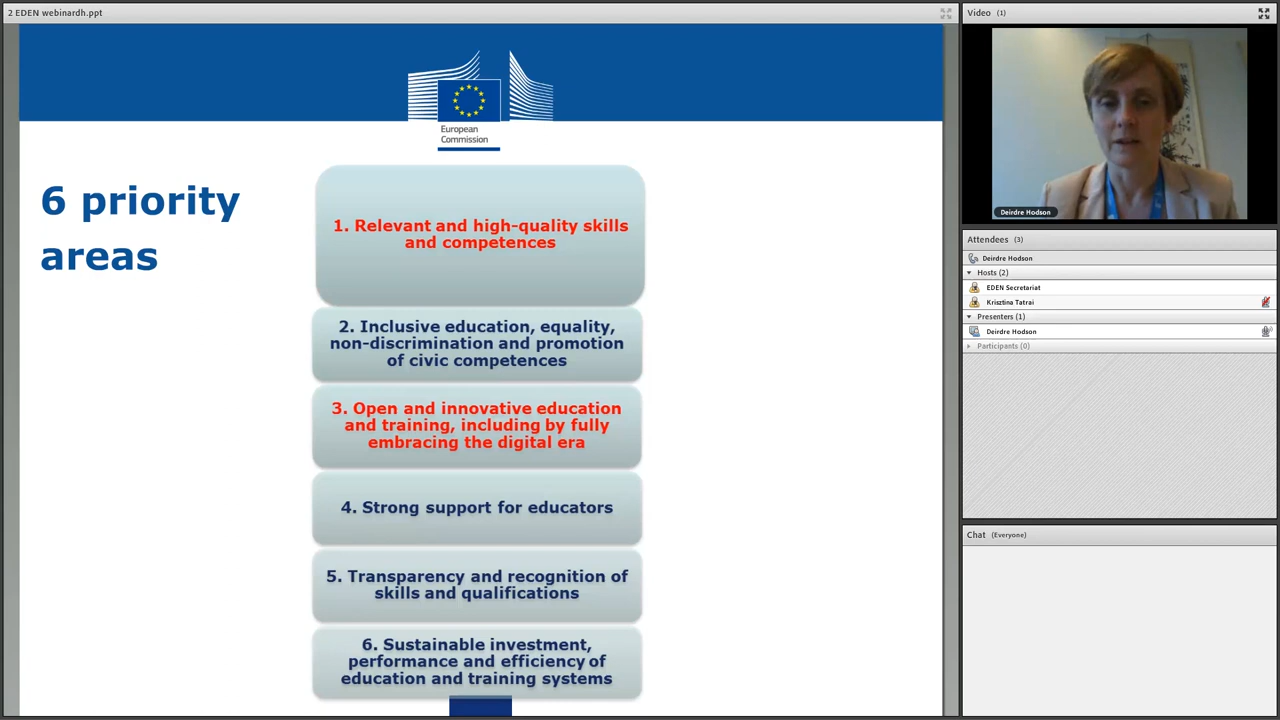 2 EDEN webinardh.ppt
European
Commission
6 priority
areas
1. Relevant and high-quality skills
and competences
2. Inclusive education, equality,
non-discrimination and promotion
of civic competences
3. Open and innovative education
and training, including by fully
embracing the digital era
4. Strong support for educators
5. Transparency and recognition of
skills and qualifications
6. Sustainable investment,
performance and efficiency of
education and training systems
Video (1)
Deirdre Hodson
Attendees (3)
Deirdre Hodson
Hosts (2)
EDEN Secretariat
Krisztina Tatrai
Presenters (1)
Deirdre Hodson
Participants (0)
Chat (Everyone)